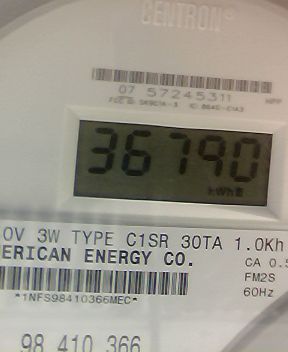 CENTRON®
07 57245311
36790
kWh
0V 3W TYPE C1SR 30TA 1.0Kh
ERICAN ENERGY CO.
CA 0.5
FM2S
*1NFS98410366MEC*
60Hz
98 410 366